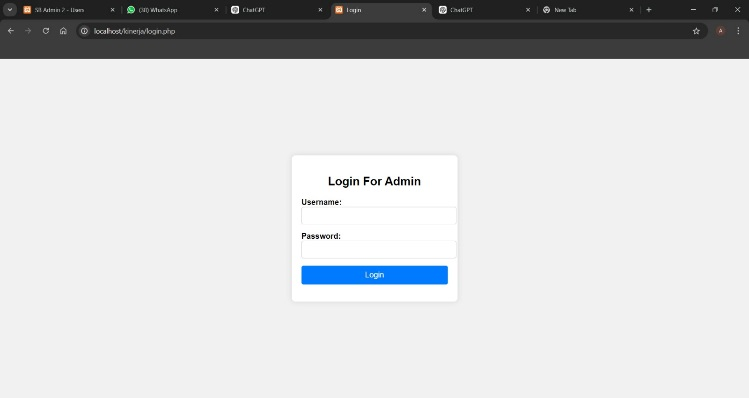 SB Admin 2 - Users
(30) WhatsApp
ChatGPT
Login
ChatGPT
New Tab
localhost/kinerja/login.php
A
Login For Admin
Username:
Password:
Login